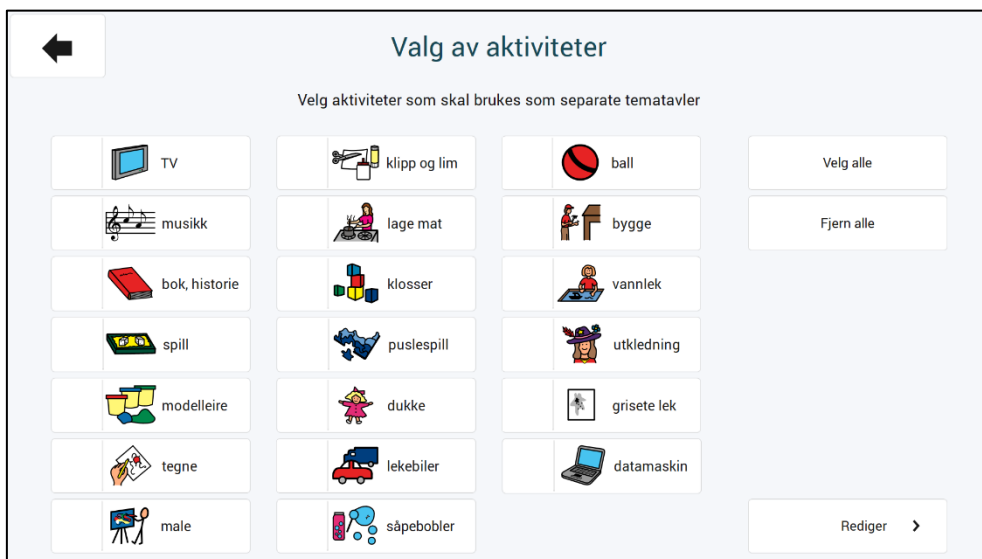 Valg av aktiviteter
Velg aktiviteter som skal brukes som separate tematavler
TV
klipp og lim
ball
Velg alle
musikk
lage mat
bygge
Fjern alle
bok, historie
klosser
vannlek
spill
puslespill
utkledning
modelleire
dukke
grisete lek
tegne
lekebiler
datamaskin
male
såpebobler
Rediger